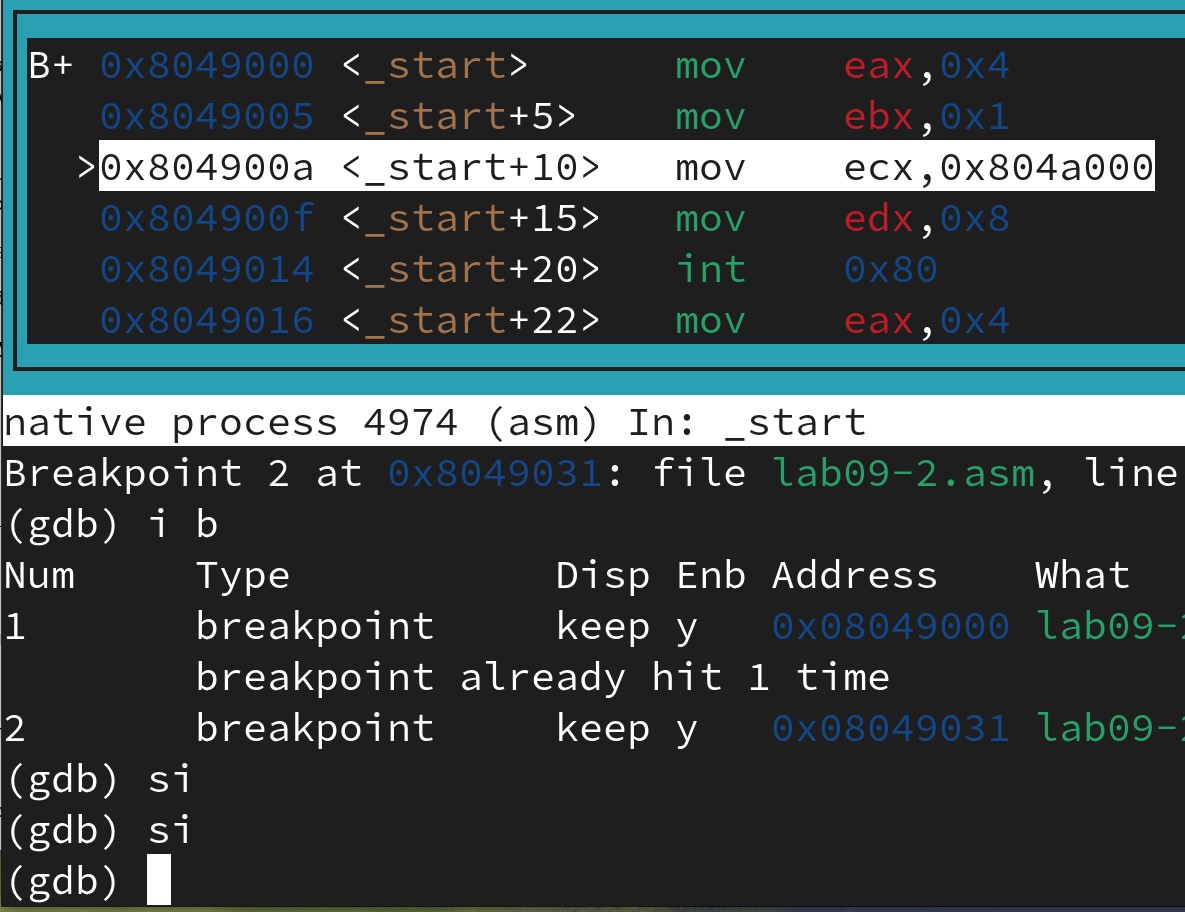 B+ 0x8049000 <_start> mov eax,0x4
0x8049005 <_start+5> mov ebx,0x1
>0x804900a <_start+10> mov ecx,0x804a000
0x804900f <_start+15> mov edx,0x8
0x8049014 <_start+20> int 0x80
0x8049016 <_start+22> mov eax,0x4
native process 4974 (asm) In: _start
Breakpoint 2 at 0x8049031: file lab09-2.asm, line
(gdb) i b
Num Type Disp Enb Address What
1 breakpoint keep y 0x08049000 lab09-2
breakpoint already hit 1 time
2 breakpoint keep y 0x08049031 lab09-2
(gdb) si
(gdb) si
(gdb)